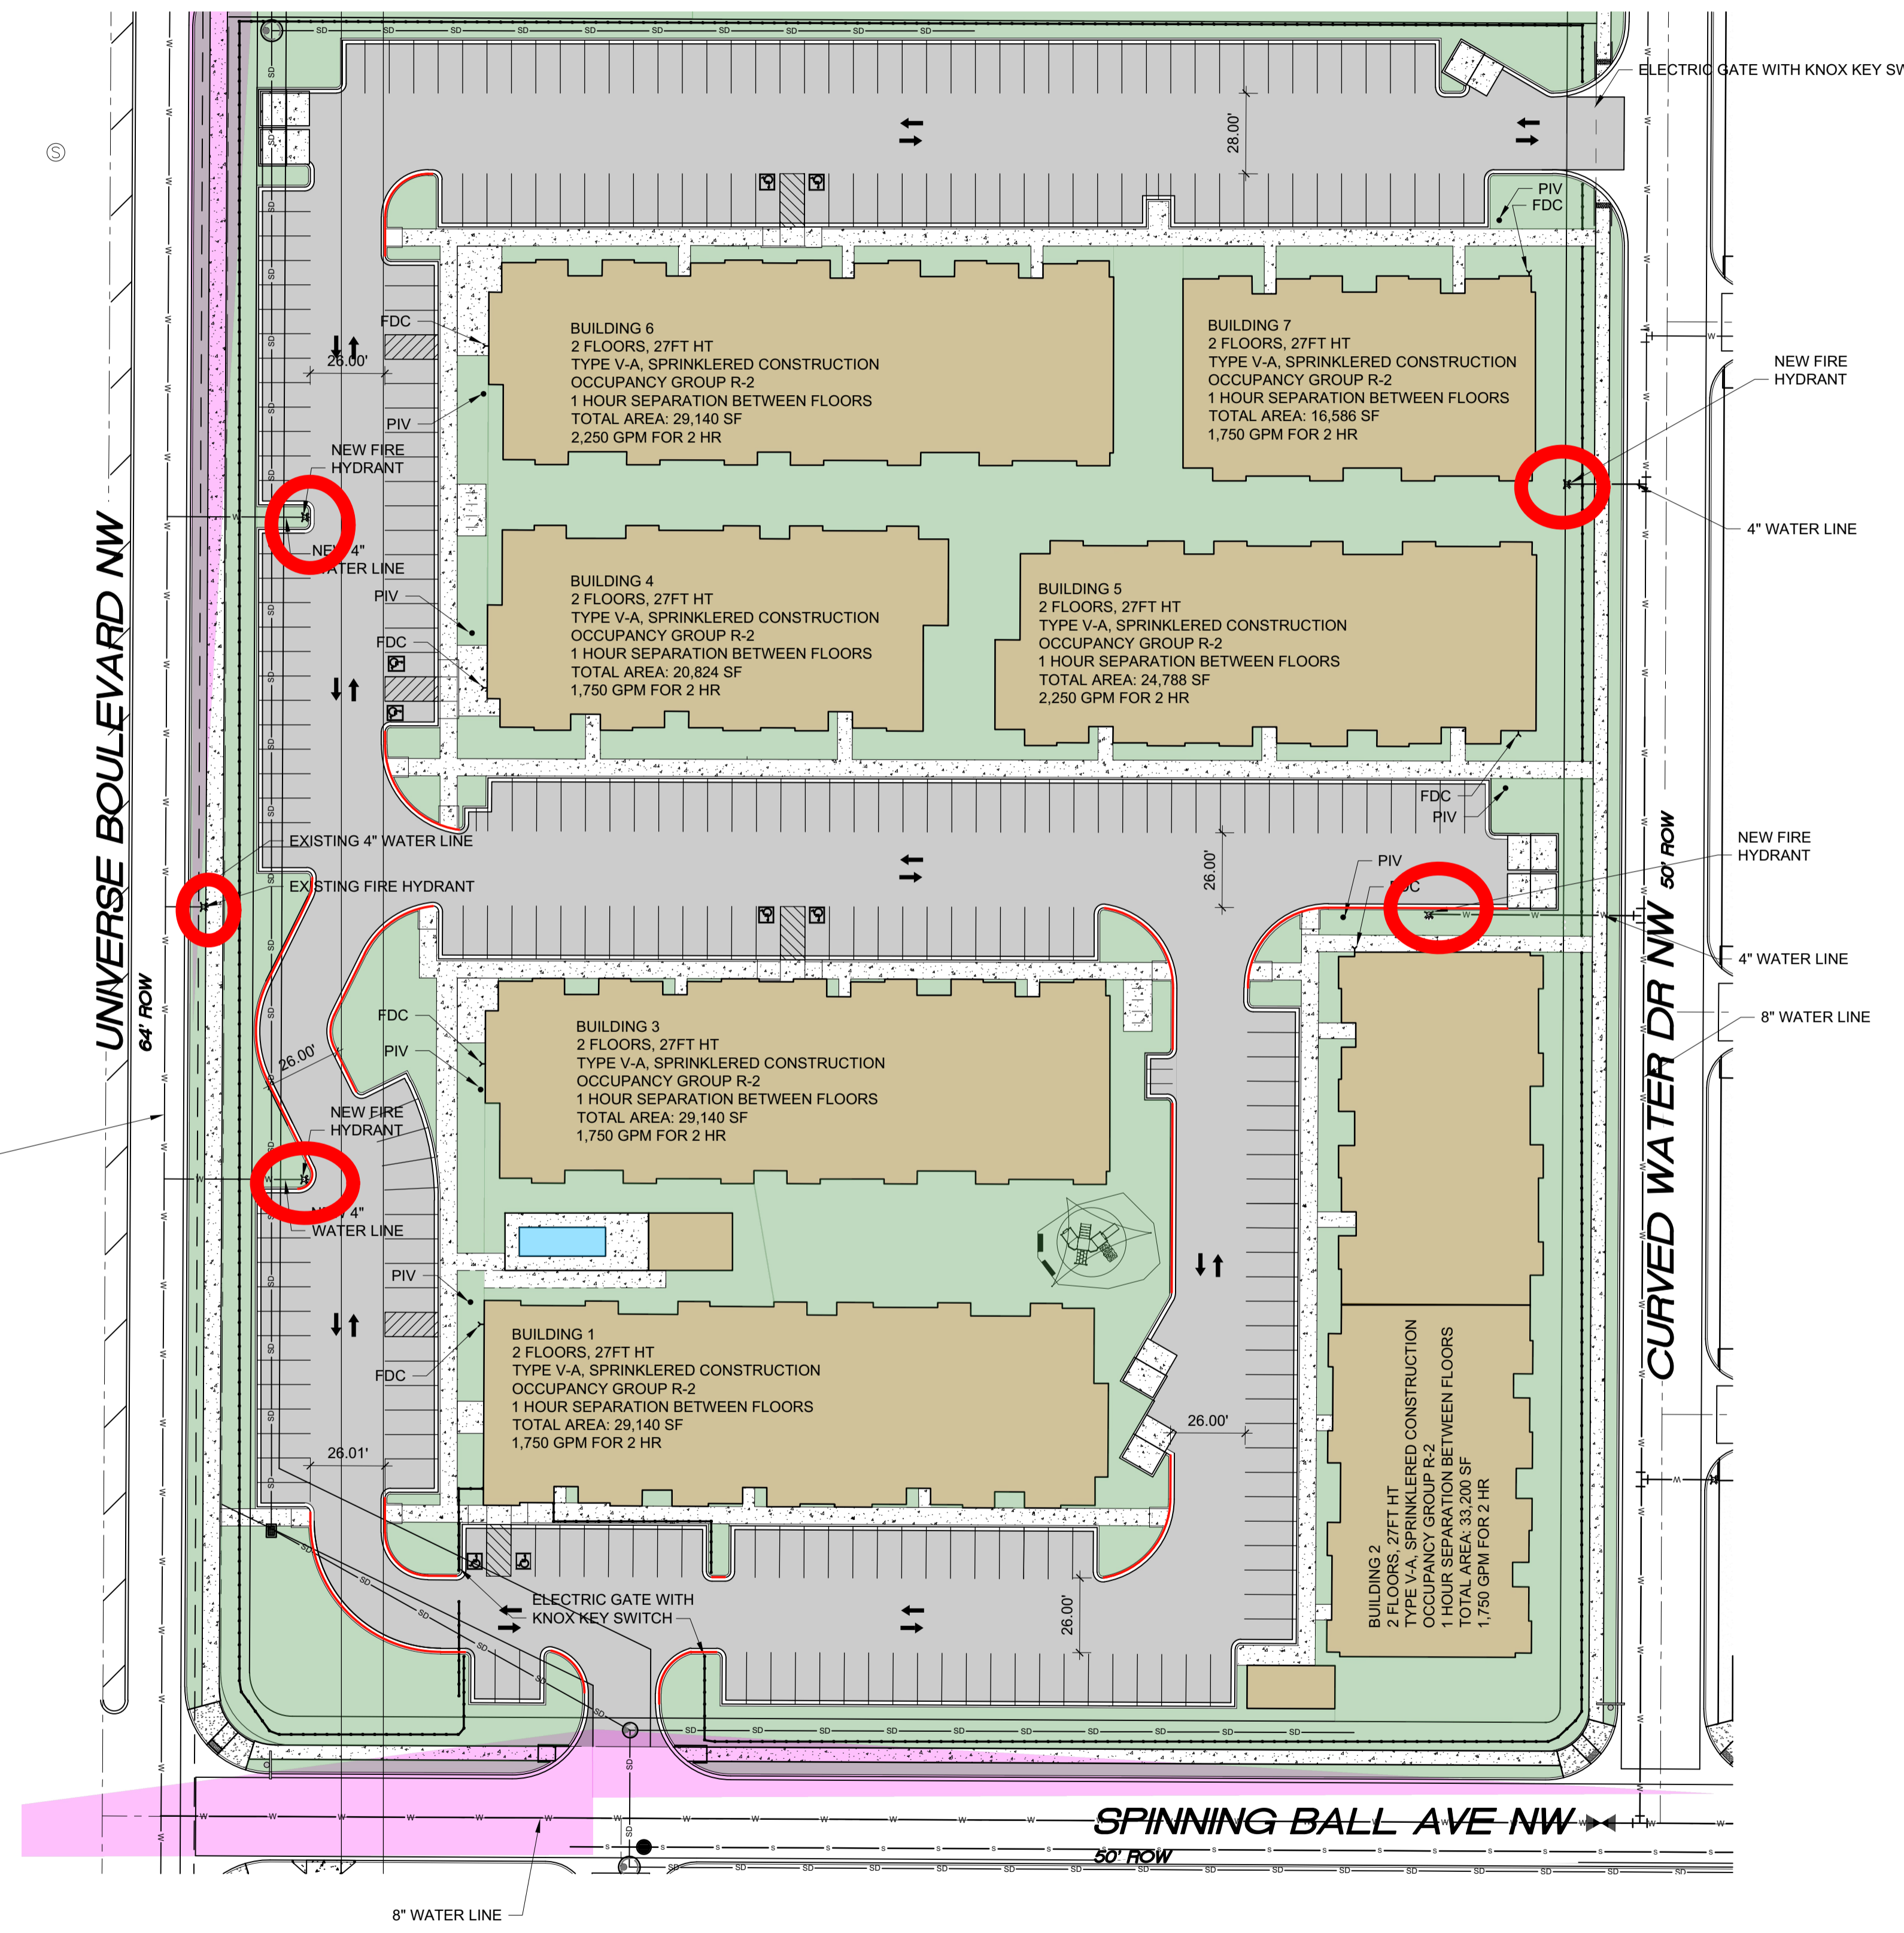 ELECTRIC GATE WITH KNOX KEY SW
28.00'
PIV
FDC
FDC
26.00'
PIV
NEW FIRE
HYDRANT
BUILDING 6
2 FLOORS, 27FT HT
TYPE V-A, SPRINKLERED CONSTRUCTION
OCCUPANCY GROUP R-2
1 HOUR SEPARATION BETWEEN FLOORS
TOTAL AREA: 29,140 SF
2,250 GPM FOR 2 HR
BUILDING 7
2 FLOORS, 27FT HT
TYPE V-A, SPRINKLERED CONSTRUCTION
OCCUPANCY GROUP R-2
1 HOUR SEPARATION BETWEEN FLOORS
TOTAL AREA: 16,586 SF
1,750 GPM FOR 2 HR
NEW FIRE
HYDRANT
4" WATER LINE
NEW 4"
WATER LINE
PIV
FDC
BUILDING 4
2 FLOORS, 27FT HT
TYPE V-A, SPRINKLERED CONSTRUCTION
OCCUPANCY GROUP R-2
1 HOUR SEPARATION BETWEEN FLOORS
TOTAL AREA: 20,824 SF
1,750 GPM FOR 2 HR
BUILDING 5
2 FLOORS, 27FT HT
TYPE V-A, SPRINKLERED CONSTRUCTION
OCCUPANCY GROUP R-2
1 HOUR SEPARATION BETWEEN FLOORS
TOTAL AREA: 24,788 SF
2,250 GPM FOR 2 HR
FDC
PIV
UNIVERSE BOULEVARD NW
64' ROW
EXISTING 4" WATER LINE
EXISTING FIRE HYDRANT
26.00'
PIV
FDC
NEW FIRE
HYDRANT
4" WATER LINE
8" WATER LINE
CURVED WATER DR NW
50' ROW
FDC
PIV
26.00'
NEW FIRE
HYDRANT
BUILDING 3
2 FLOORS, 27FT HT
TYPE V-A, SPRINKLERED CONSTRUCTION
OCCUPANCY GROUP R-2
1 HOUR SEPARATION BETWEEN FLOORS
TOTAL AREA: 29,140 SF
1,750 GPM FOR 2 HR
NEW 4"
WATER LINE
PIV
FDC
BUILDING 1
2 FLOORS, 27FT HT
TYPE V-A, SPRINKLERED CONSTRUCTION
OCCUPANCY GROUP R-2
1 HOUR SEPARATION BETWEEN FLOORS
TOTAL AREA: 29,140 SF
1,750 GPM FOR 2 HR
26.00'
26.01'
BUILDING 2
2 FLOORS, 27FT HT
TYPE V-A, SPRINKLERED CONSTRUCTION
OCCUPANCY GROUP R-2
1 HOUR SEPARATION BETWEEN FLOORS
TOTAL AREA: 33,200 SF
1,750 GPM FOR 2 HR
ELECTRIC GATE WITH
KNOX KEY SWITCH
26.00'
SPINNING BALL AVE NW
50' ROW
8" WATER LINE